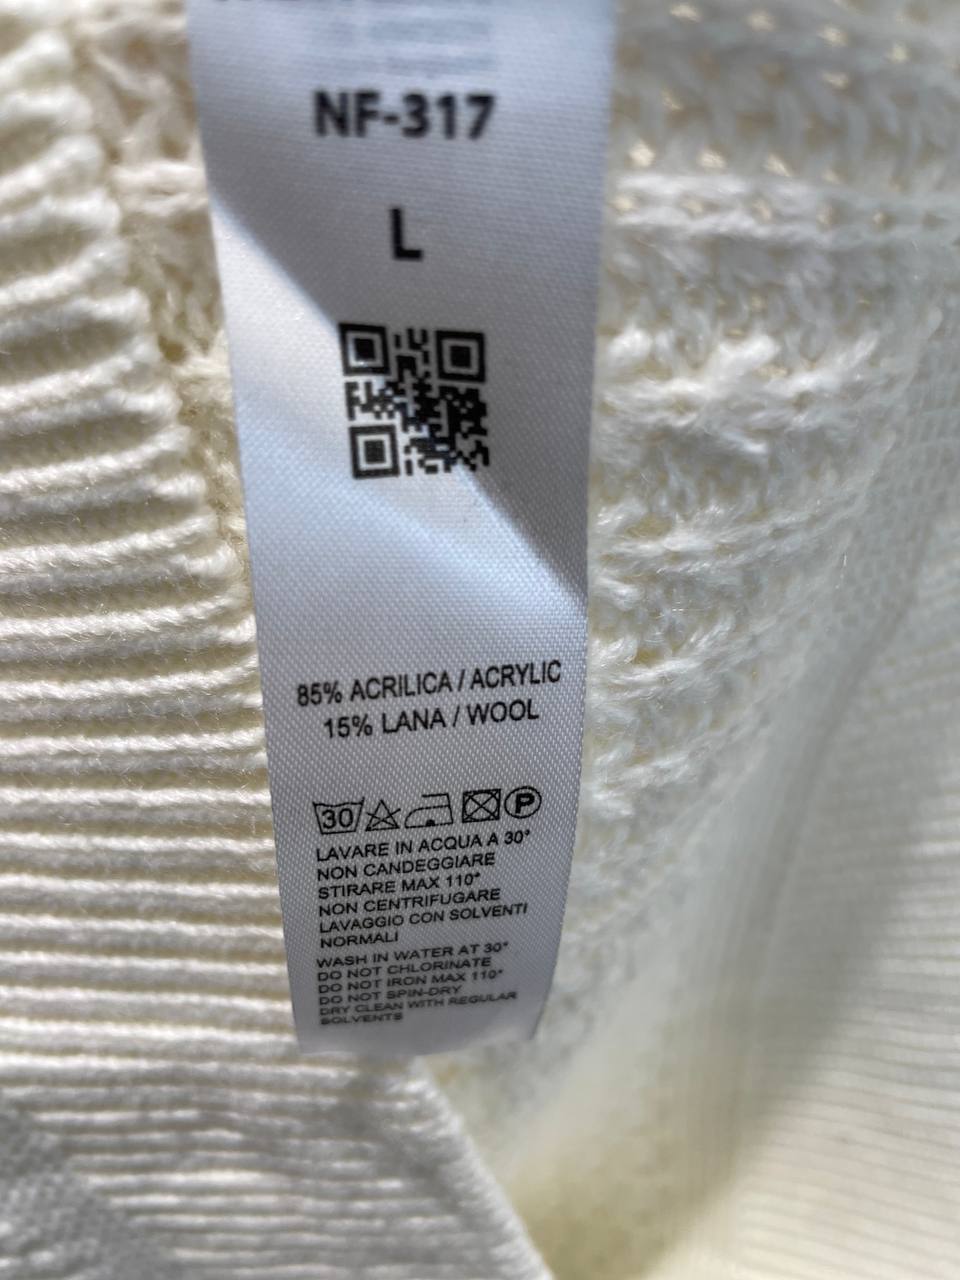 NF-317
L
85% ACRILICA / ACRYLIC
15% LANA / WOOL
30 P
LAVARE IN ACQUA A 30°
NON CANDEGGIARE
STIRARE MAX 110°
NON CENTRIFUGARE
LAVAGGIO CON SOLVENTI
NORMALI
WASH IN WATER AT 30°
DO NOT CHLORINATE
DO NOT IRON MAX 110°
DO NOT SPIN-DRY
DRY CLEAN WITH REGULAR
SOLVENTS